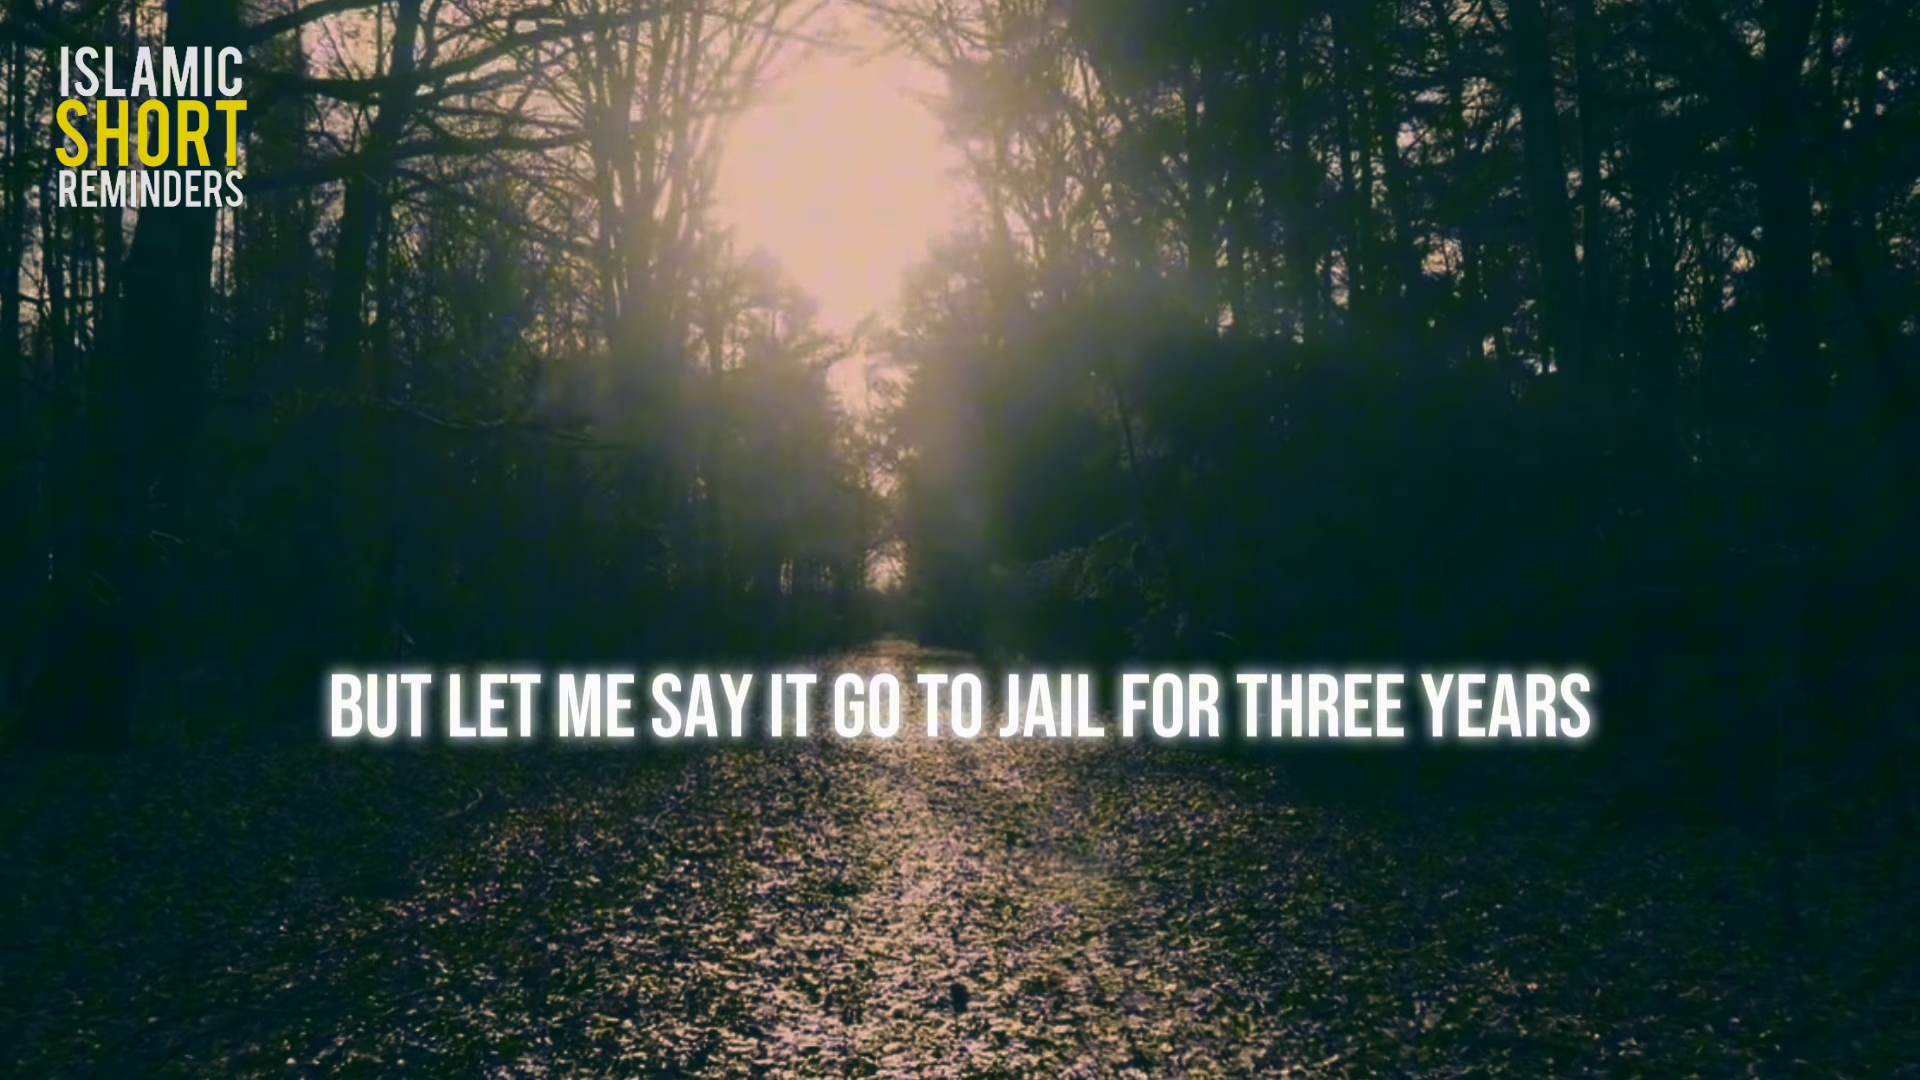 ISLAMIC
SHORT
REMINDERS
BUT LET ME SAY IT GO TO JAIL FOR THREE YEARS